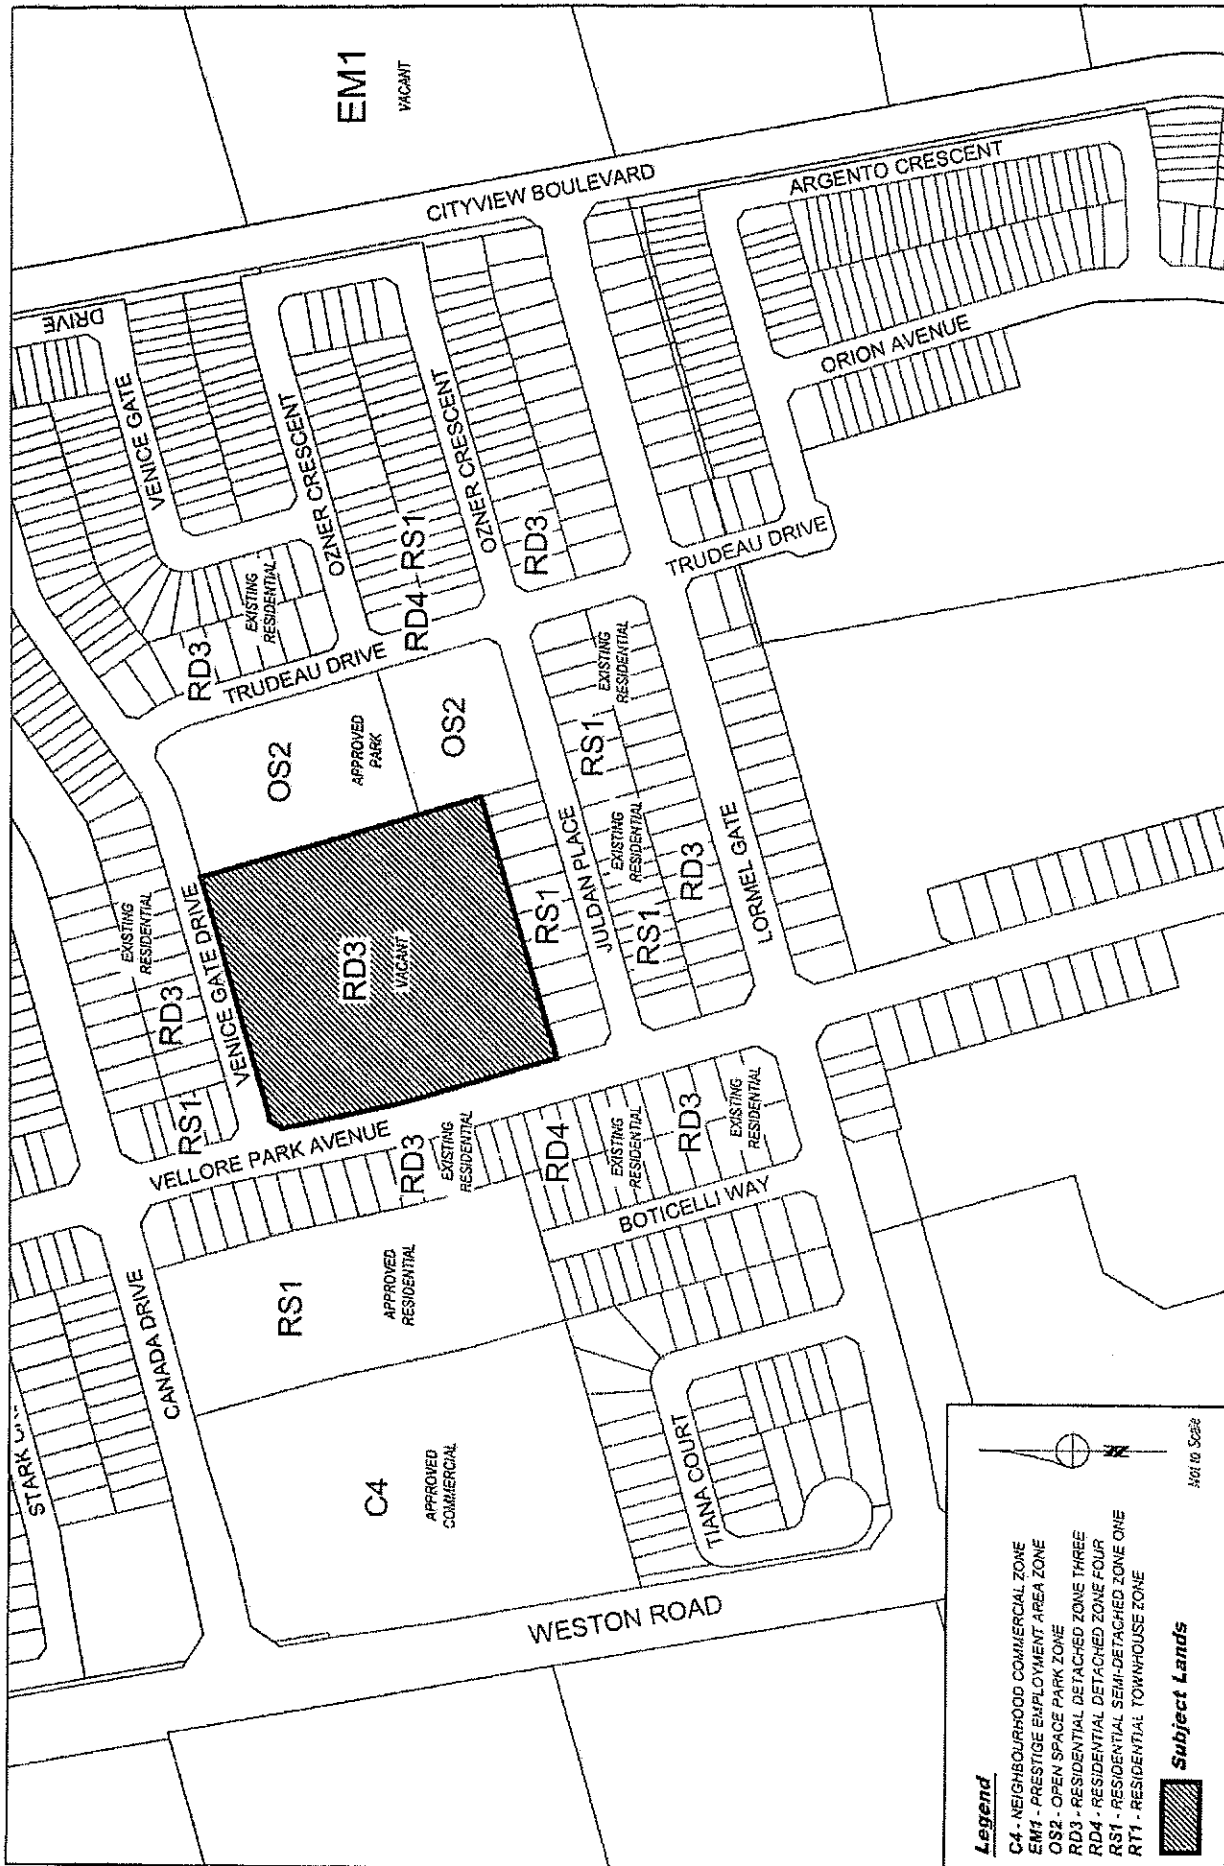 EM1
VACANT
CITYVIEW BOULEVARD
ARGENTO CRESCENT
DRIVE
VENICE GATE
OZNER CRESCENT
OZNER CRESCENT
ORION AVENUE
RD3
EXISTING
RESIDENTIAL
RD4
RS1
RD3
TRUDEAU DRIVE
TRUDEAU DRIVE
OS2
APPROVED
PARK
OS2
EXISTING
RESIDENTIAL
RS1
JULDAN PLACE
EXISTING
RESIDENTIAL
RD3
LORMEL GATE
EXISTING
RESIDENTIAL
RD3
VENICE GATE DRIVE
RD3
VACANT
RS1
RS1
RS1
VELLORE PARK AVENUE
RD3
EXISTING
RESIDENTIAL
RD4
EXISTING
RESIDENTIAL
RD3
EXISTING
RESIDENTIAL
BOTICELLI WAY
RS1
APPROVED
RESIDENTIAL
CANADA DRIVE
STARK
C4
APPROVED
COMMERCIAL
TIANA COURT
WESTON ROAD
Legend
C4 - NEIGHBOURHOOD COMMERCIAL ZONE
EM1 - PRESTIGE EMPLOYMENT AREA ZONE
OS2 - OPEN SPACE PARK ZONE
RD3 - RESIDENTIAL DETACHED ZONE THREE
RD4 - RESIDENTIAL DETACHED ZONE FOUR
RS1 - RESIDENTIAL SEMI-DETACHED ZONE ONE
RT1 - RESIDENTIAL TOWNHOUSE ZONE
Subject Lands
N
Not to Scale